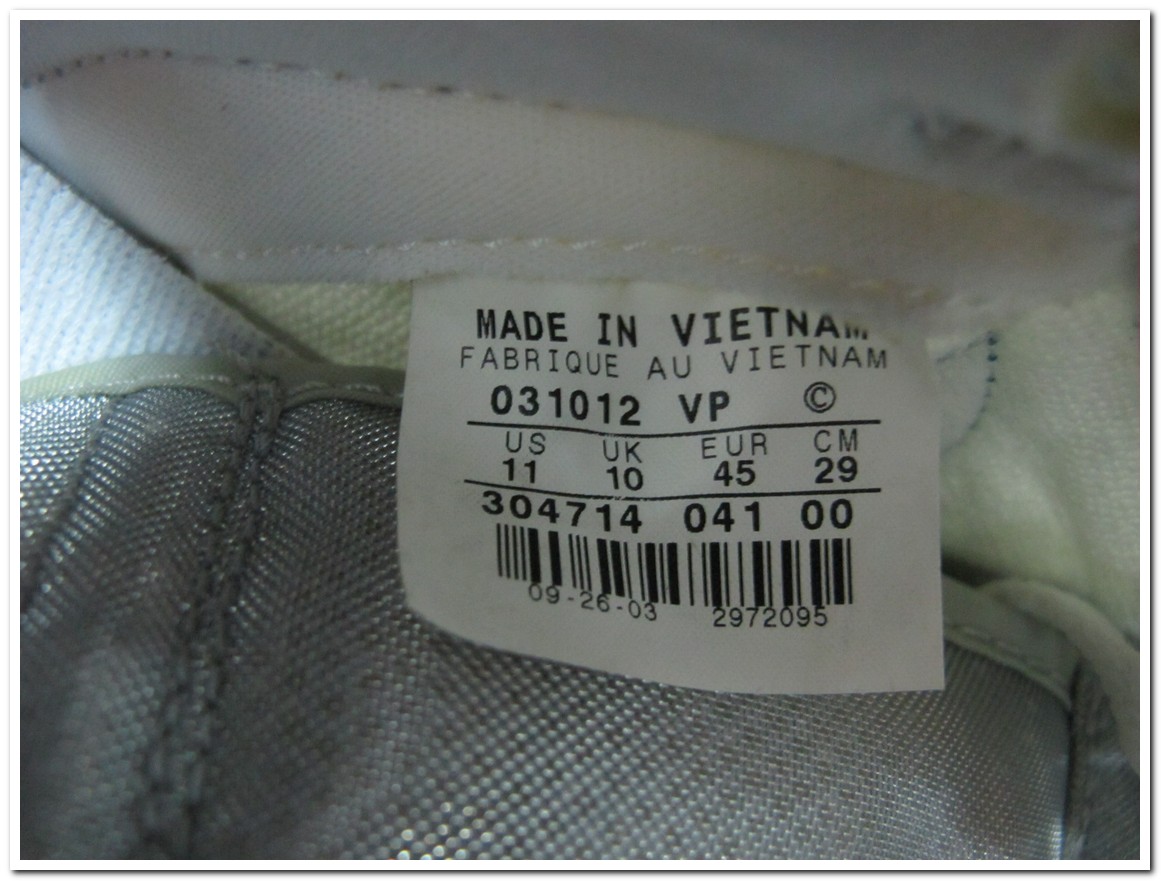 MADE IN VIETNAM
FABRIQUE AU VIETNAM
031012 VP ©
US UK EUR CM
11 10 45 29
304714 041 00
09-26-03 2972095